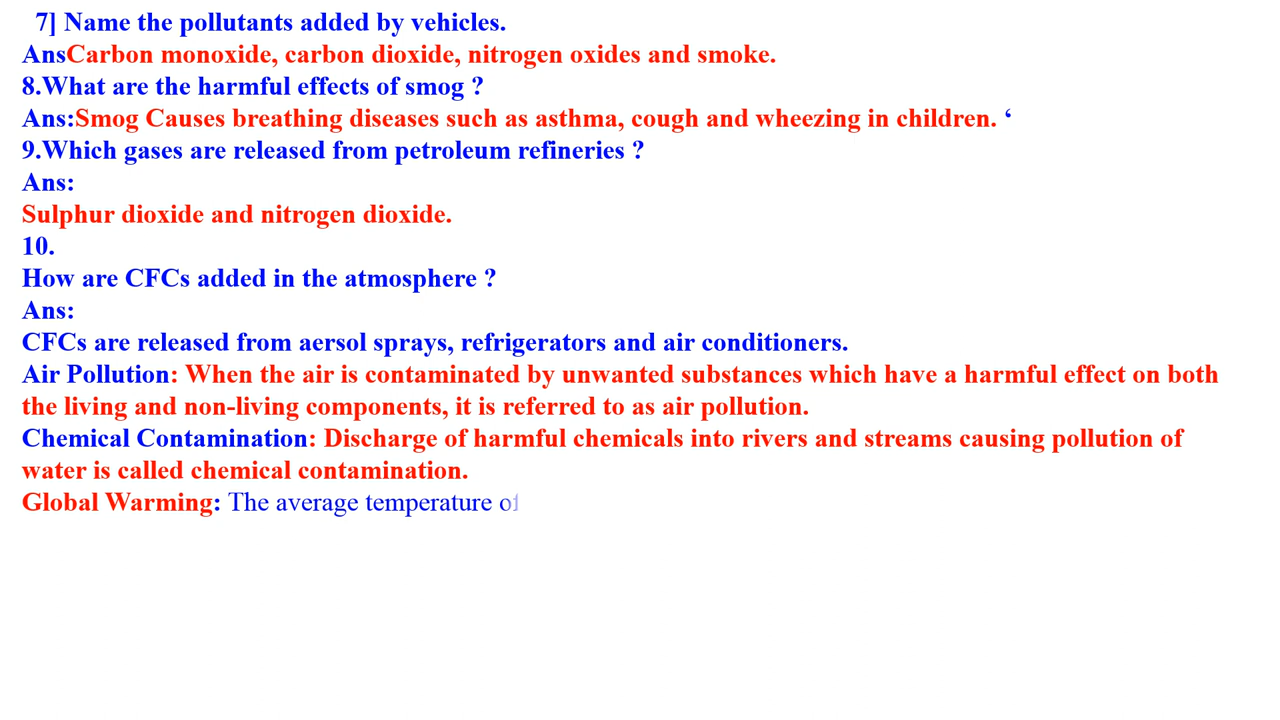 7] Name the pollutants added by vehicles.
AnsCarbon monoxide, carbon dioxide, nitrogen oxides and smoke.
8.What are the harmful effects of smog ?
Ans:Smog Causes breathing diseases such as asthma, cough and wheezing in children. ‘
9.Which gases are released from petroleum refineries ?
Ans:
Sulphur dioxide and nitrogen dioxide.
10.
How are CFCs added in the atmosphere ?
Ans:
CFCs are released from aersol sprays, refrigerators and air conditioners.
Air Pollution: When the air is contaminated by unwanted substances which have a harmful effect on both
the living and non-living components, it is referred to as air pollution.
Chemical Contamination: Discharge of harmful chemicals into rivers and streams causing pollution of
water is called chemical contamination.
Global Warming: The average temperature of